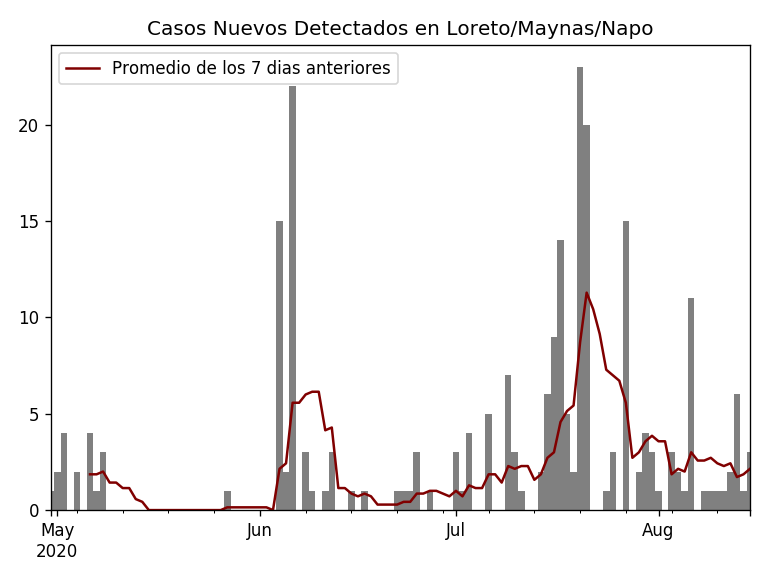 Casos Nuevos Detectados en Loreto/Maynas/Napo
Promedio de los 7 dias anteriores
20
15
10
5
0
May Jun Jul Aug
2020